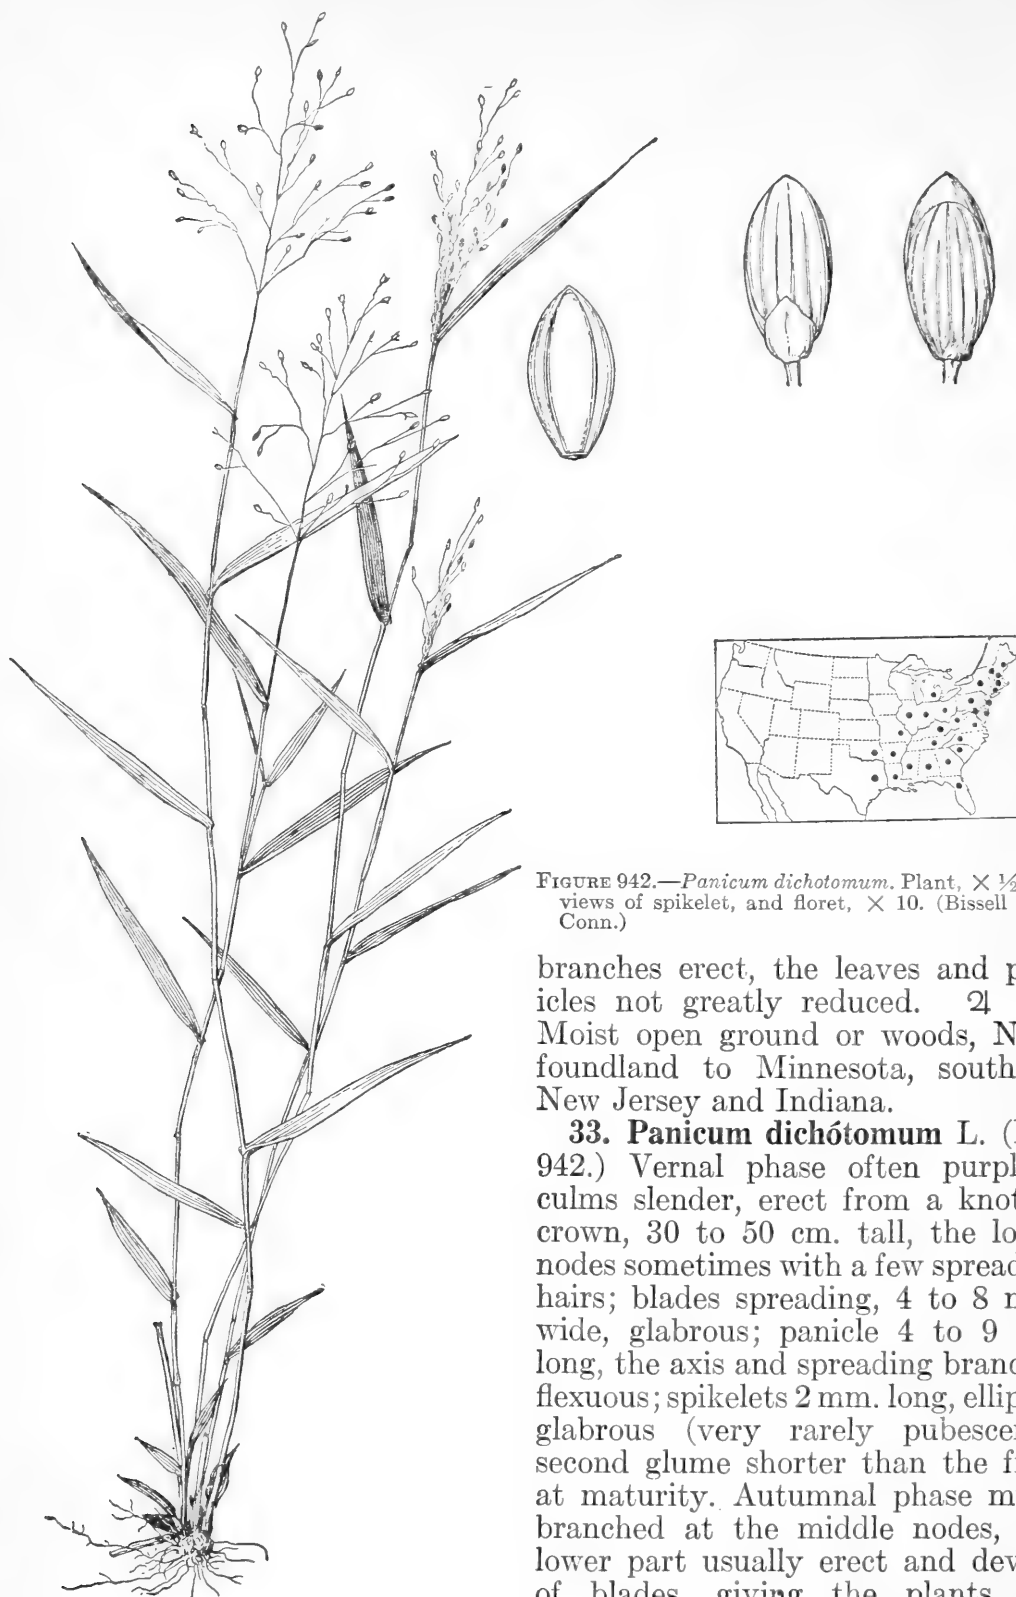 FIGURE 942.—Panicum dichotomum. Plant, × ½
views of spikelet, and floret, × 10. (Bissell
Conn.)
branches erect, the leaves and p
icles not greatly reduced. ♃
Moist open ground or woods, N
foundland to Minnesota, south
New Jersey and Indiana.
33. Panicum dichótomum L. (
942.) Vernal phase often purpl
culms slender, erect from a knot
crown, 30 to 50 cm. tall, the lo
nodes sometimes with a few spread
hairs; blades spreading, 4 to 8 m
wide, glabrous; panicle 4 to 9
long, the axis and spreading branc
flexuous; spikelets 2 mm. long, ellip
glabrous (very rarely pubescen
second glume shorter than the f
at maturity. Autumnal phase m
branched at the middle nodes,
lower part usually erect and dev
of blades, giving the plants